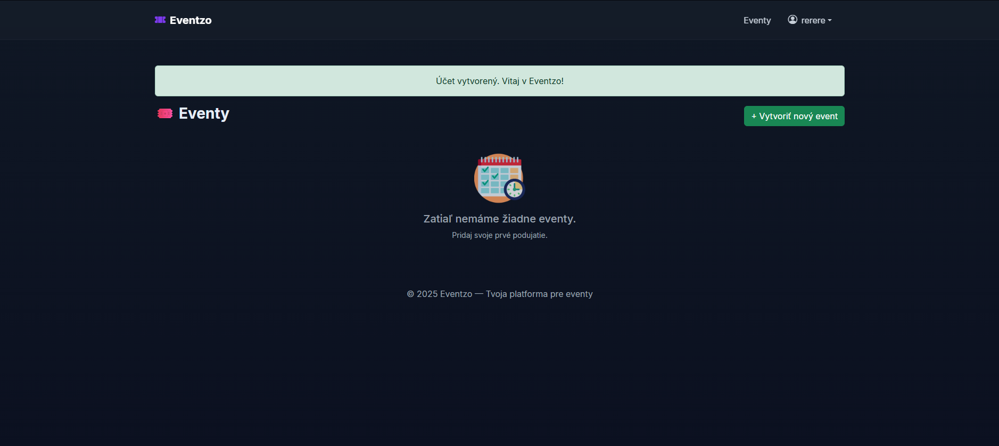 Eventzo
Eventy
rerere
Účet vytvorený. Vitaj v Eventzo!
Eventy
+ Vytvoriť nový event
Zatiaľ nemáme žiadne eventy.
Pridaj svoje prvé podujatie.
© 2025 Eventzo — Tvoja platforma pre eventy